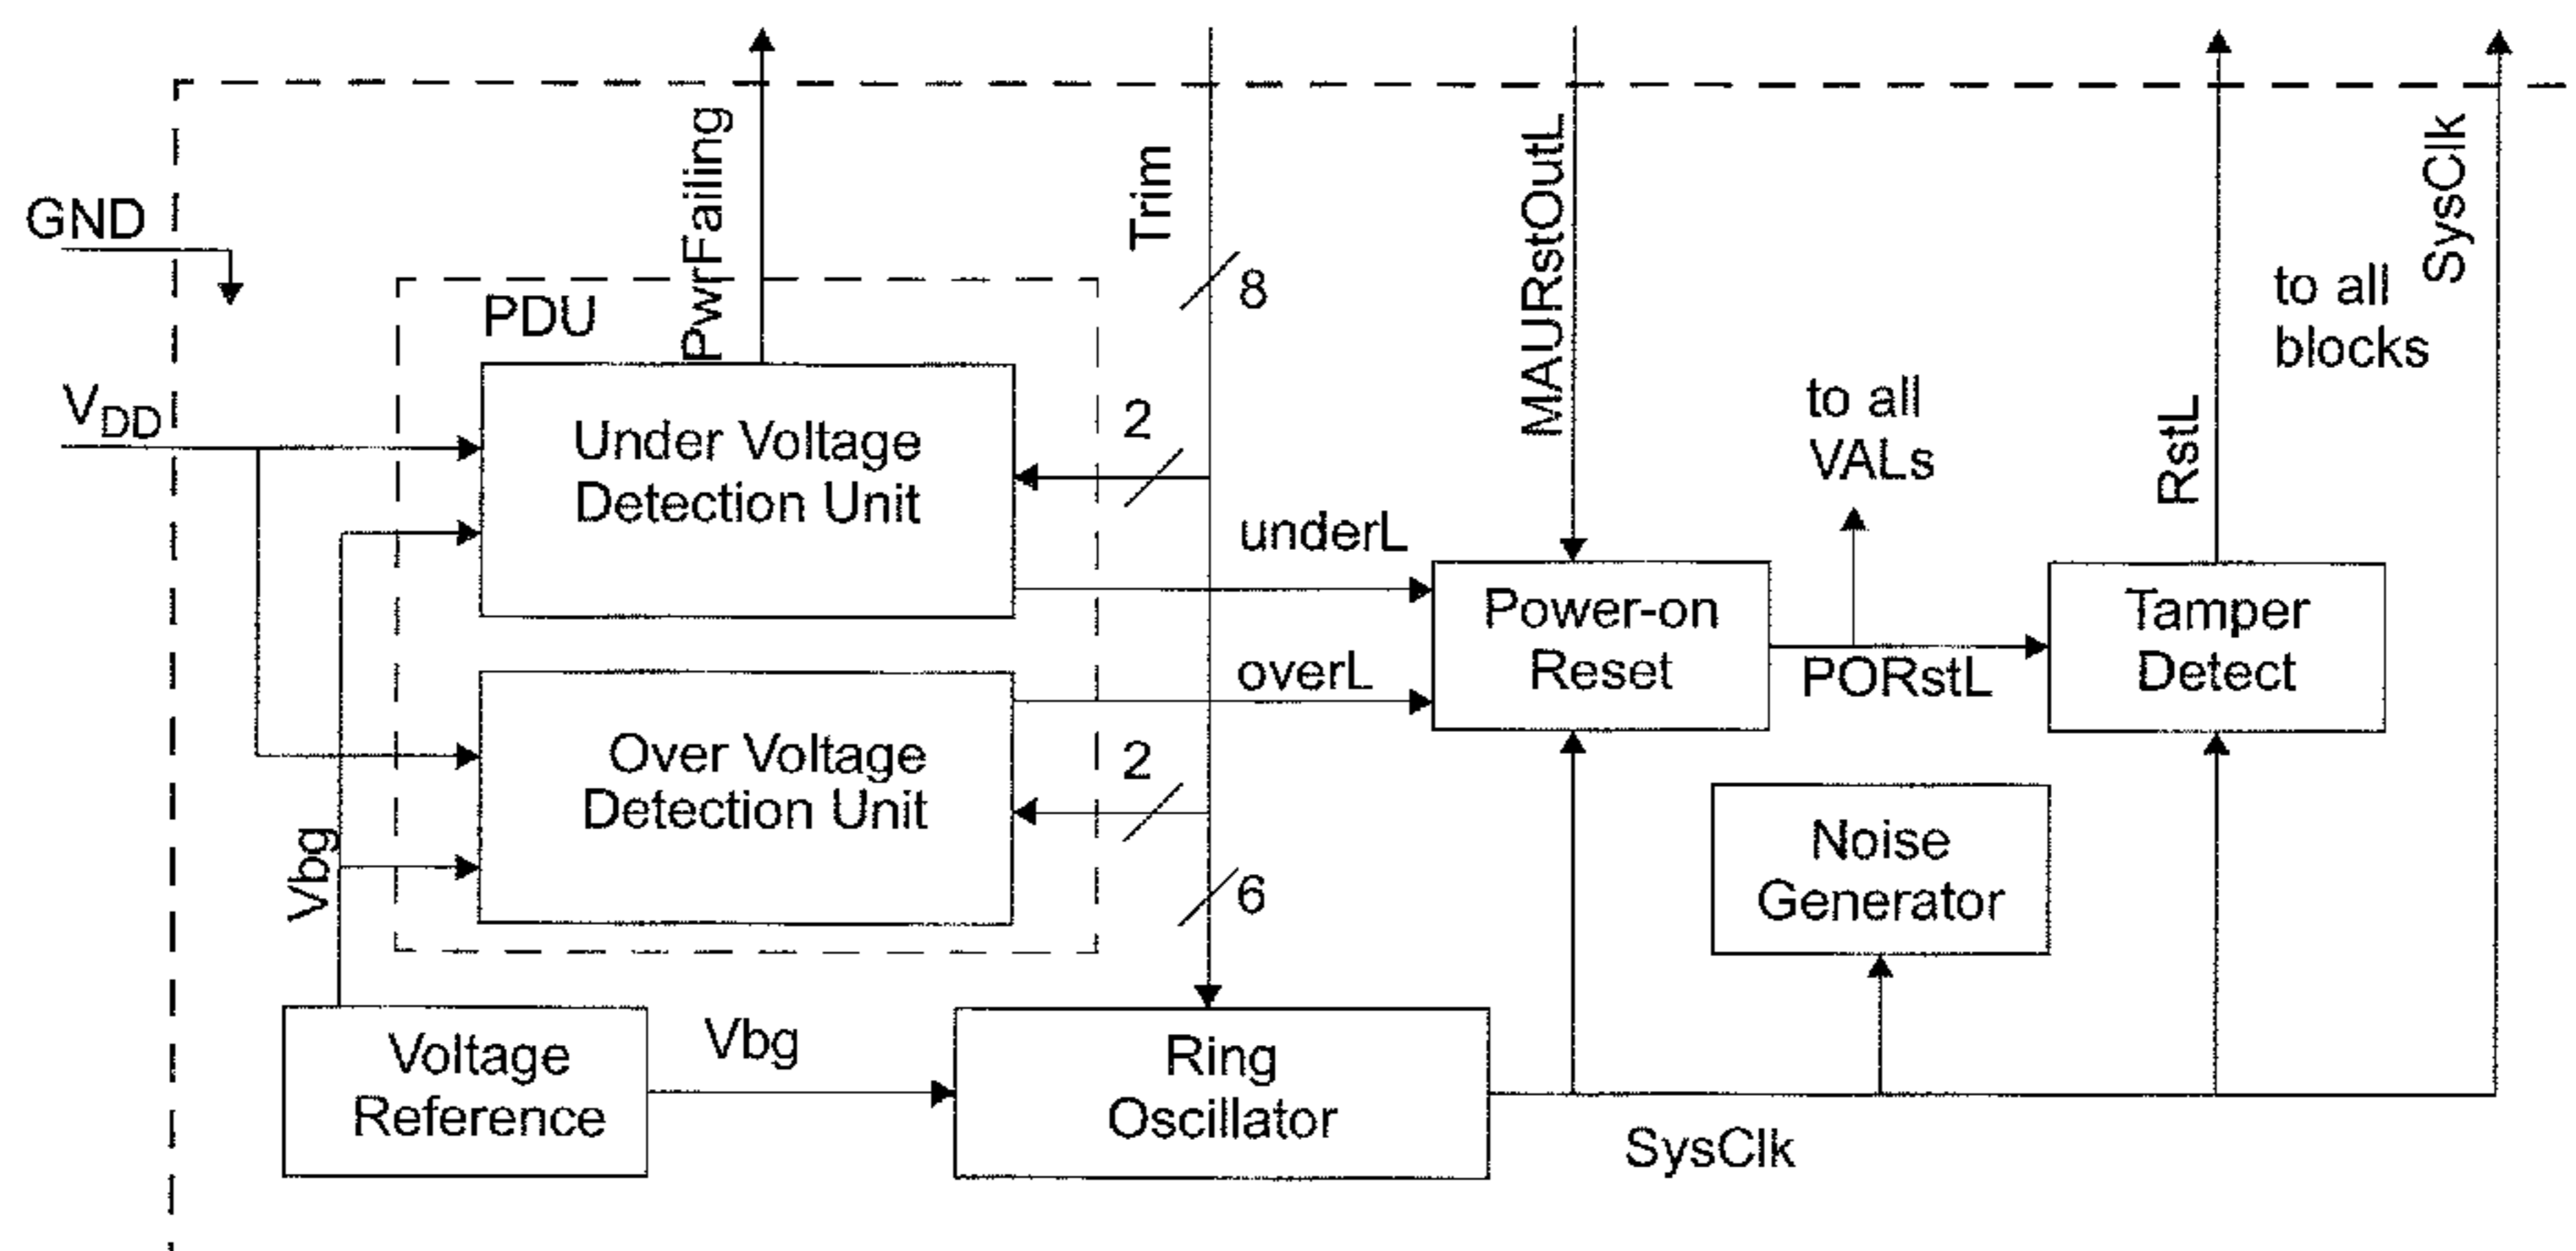 GND
PwrFailing
Trim
8
MAURstOutL
SysClk
to all
blocks
RstL
PDU
VDD
Under Voltage
Detection Unit
2
to all
VALs
underL
Power-on
Reset
overL
PORstL
Tamper
Detect
Over Voltage
Detection Unit
2
Vbg
6
Noise
Generator
Voltage
Reference
Vbg
Ring
Oscillator
SysClk